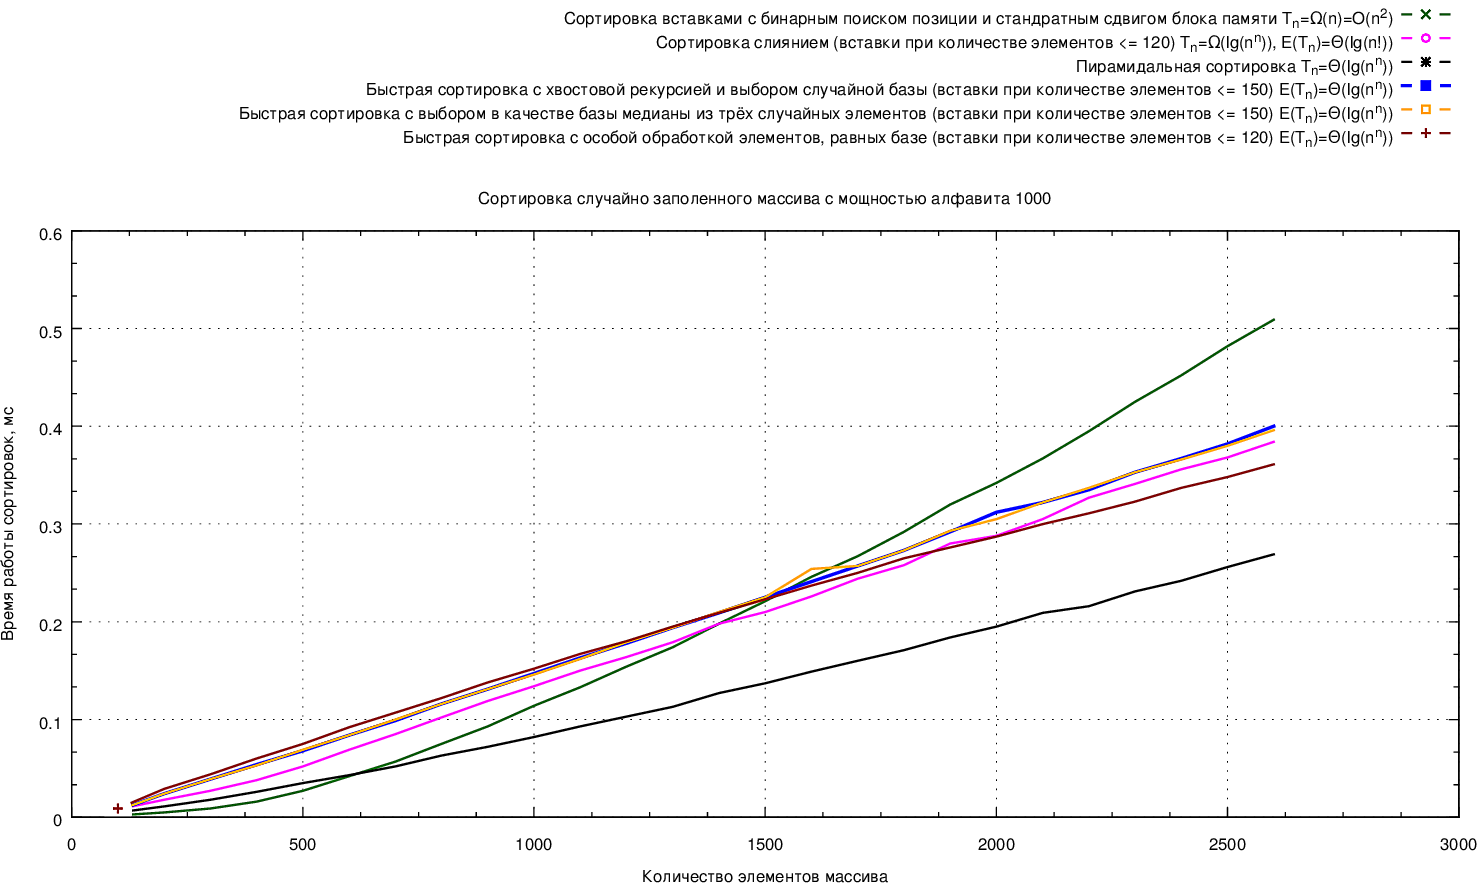 Сортировка вставками с бинарным поиском позиции и стандратным сдвигом блока памяти Tn=Ω(n)=O(n²)
Сортировка слиянием (вставки при количестве элементов <= 120) Tn=Ω(lg(nⁿ)), E(Tn)=Θ(lg(n!))
Пирамидальная сортировка Tn=Θ(lg(nⁿ))
Быстрая сортировка с хвостовой рекурсией и выбором случайной базы (вставки при количестве элементов <= 150) E(Tn)=Θ(lg(nⁿ))
Быстрая сортировка с выбором в качестве базы медианы из трёх случайных элементов (вставки при количестве элементов <= 150) E(Tn)=Θ(lg(nⁿ))
Быстрая сортировка с особой обработкой элементов, равных базе (вставки при количестве элементов <= 120) E(Tn)=Θ(lg(nⁿ))
Сортировка случайно заполенного массива с мощностью алфавита 1000
0.6
0.5
0.4
0.3
0.2
0.1
0
Время работы сортировок, мс
0 500 1000 1500 2000 2500 3000
Количество элементов массива